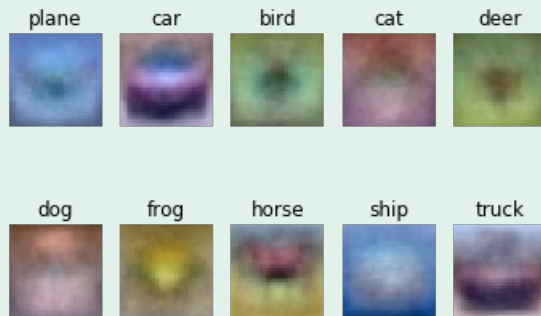 plane car bird cat deer
dog frog horse ship truck